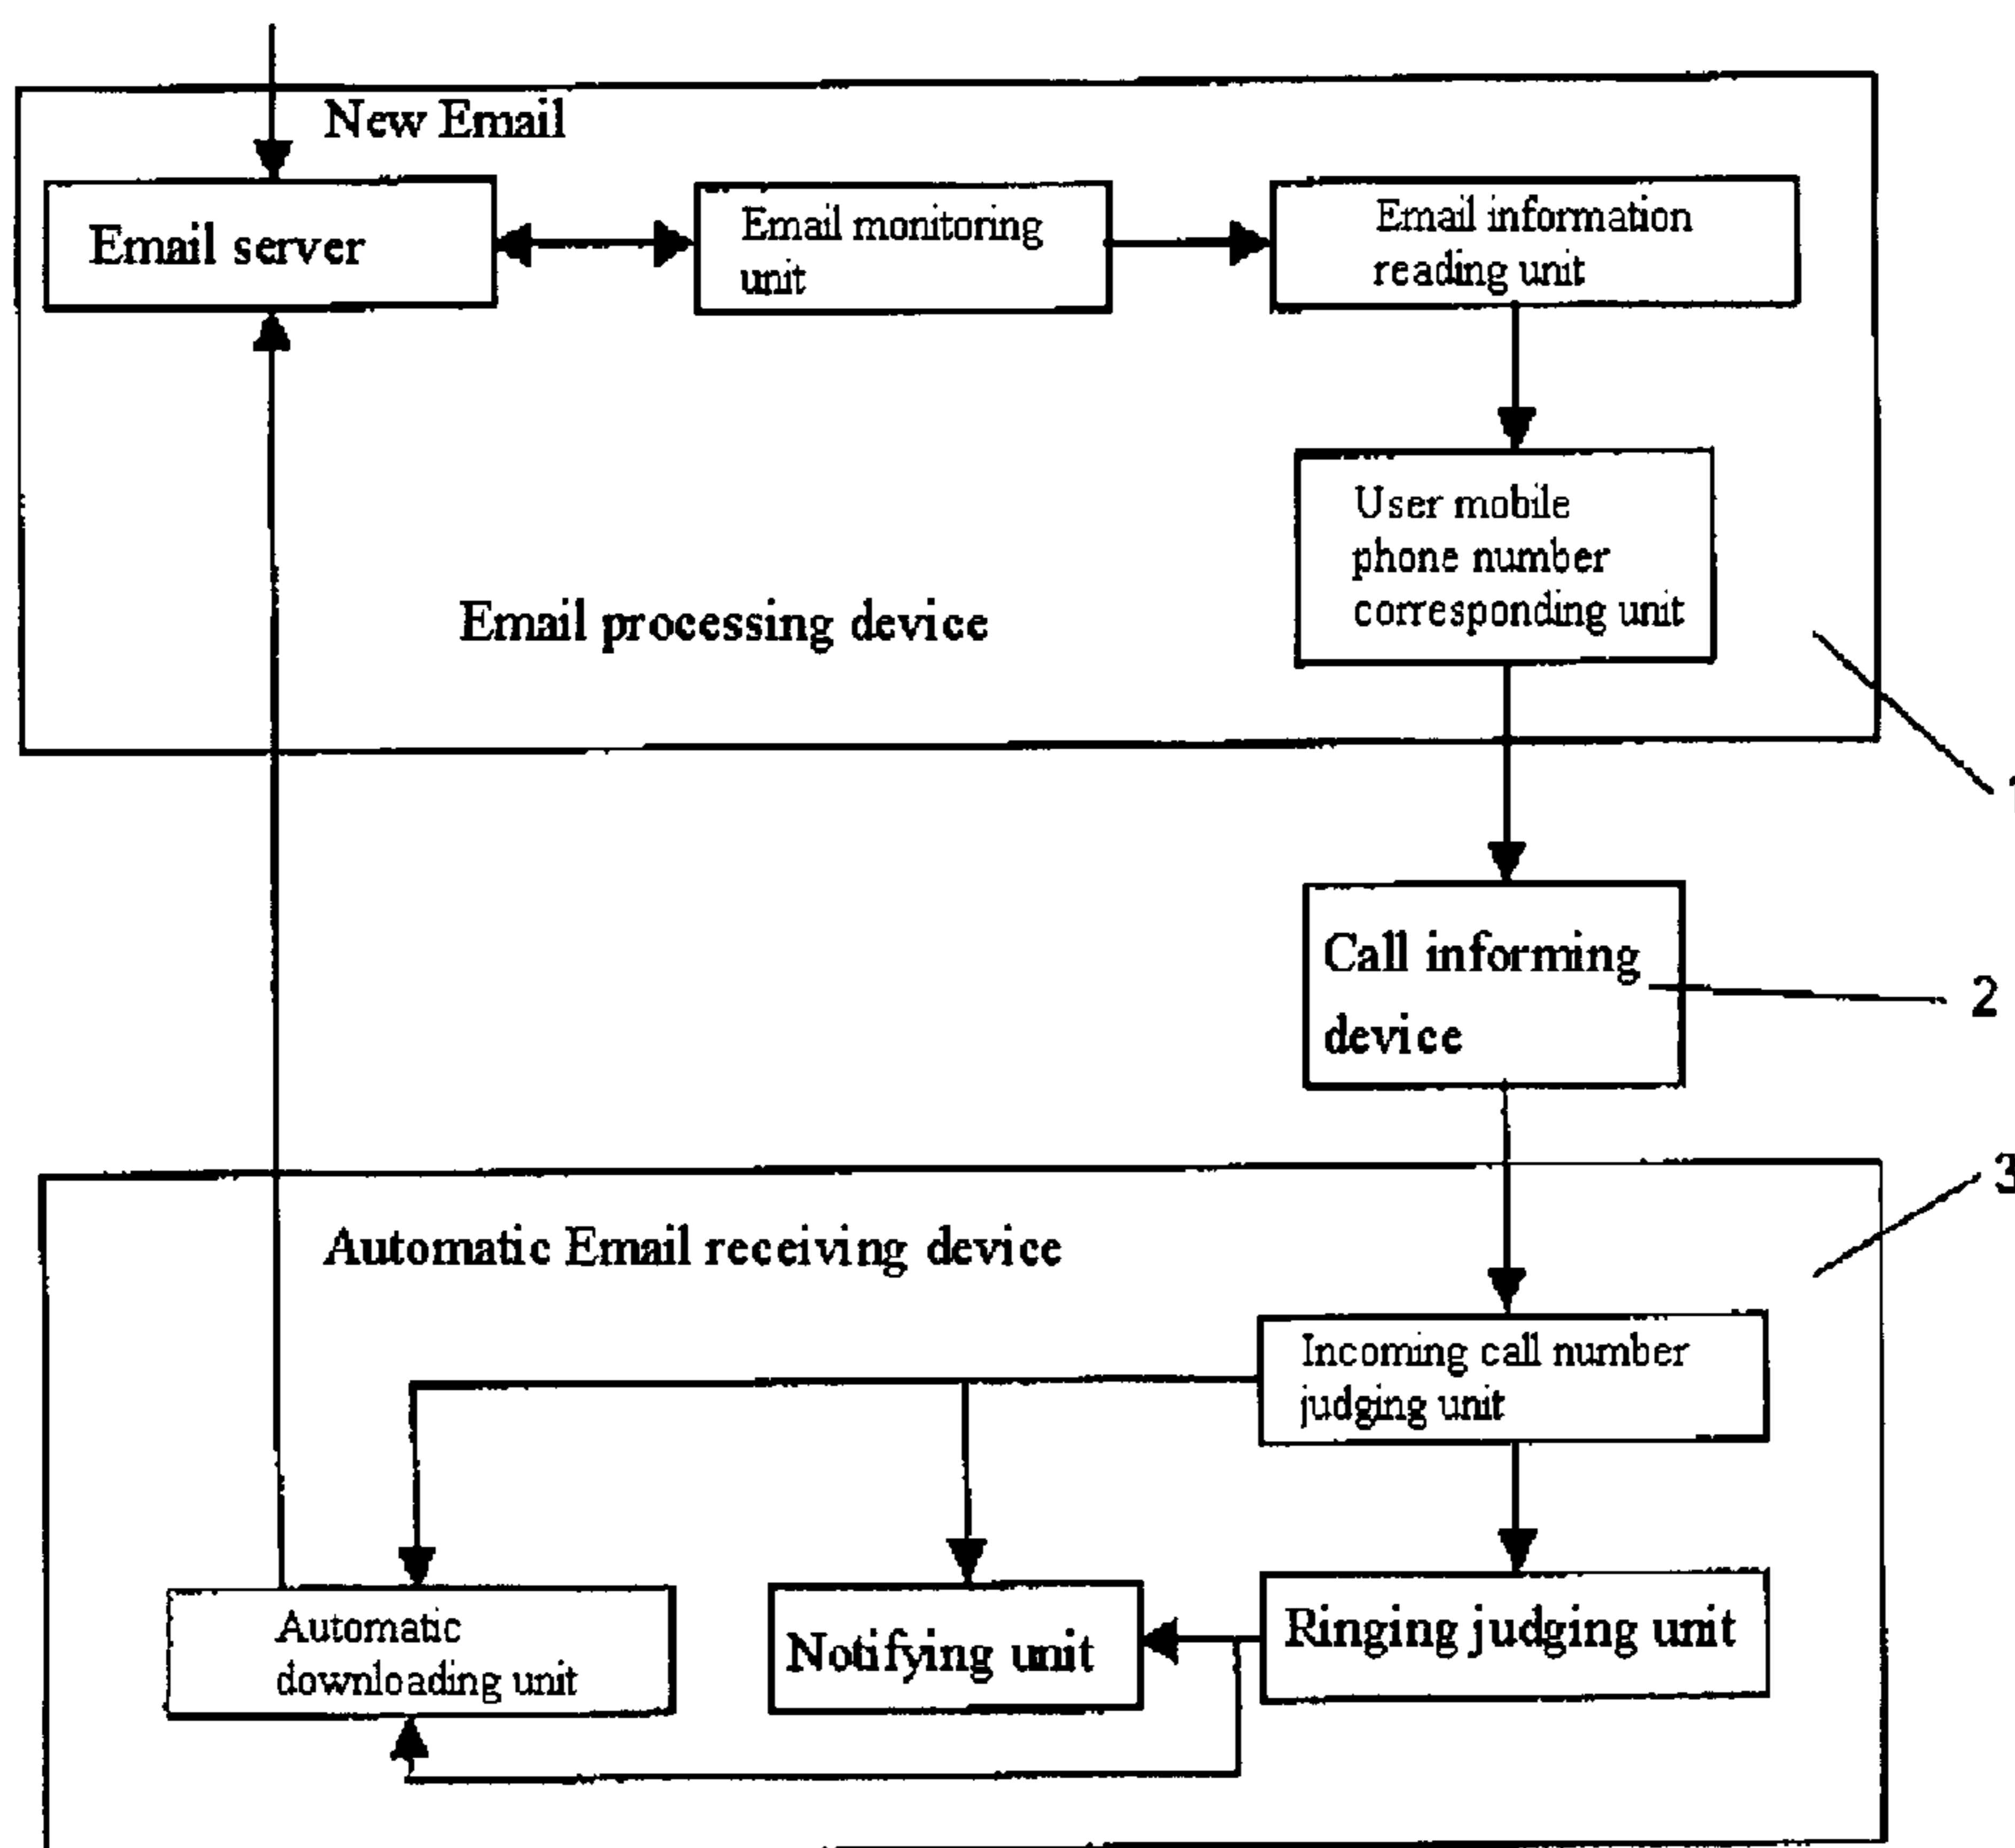 New Email
Email server
Email monitoring
unit
Email information
reading unit
User mobile
phone number
corresponding unit
Email processing device
1
Call informing
device
2
3
Automatic Email receiving device
Incoming call number
judging unit
Automatic
downloading unit
Notifying unit
Ringing judging unit